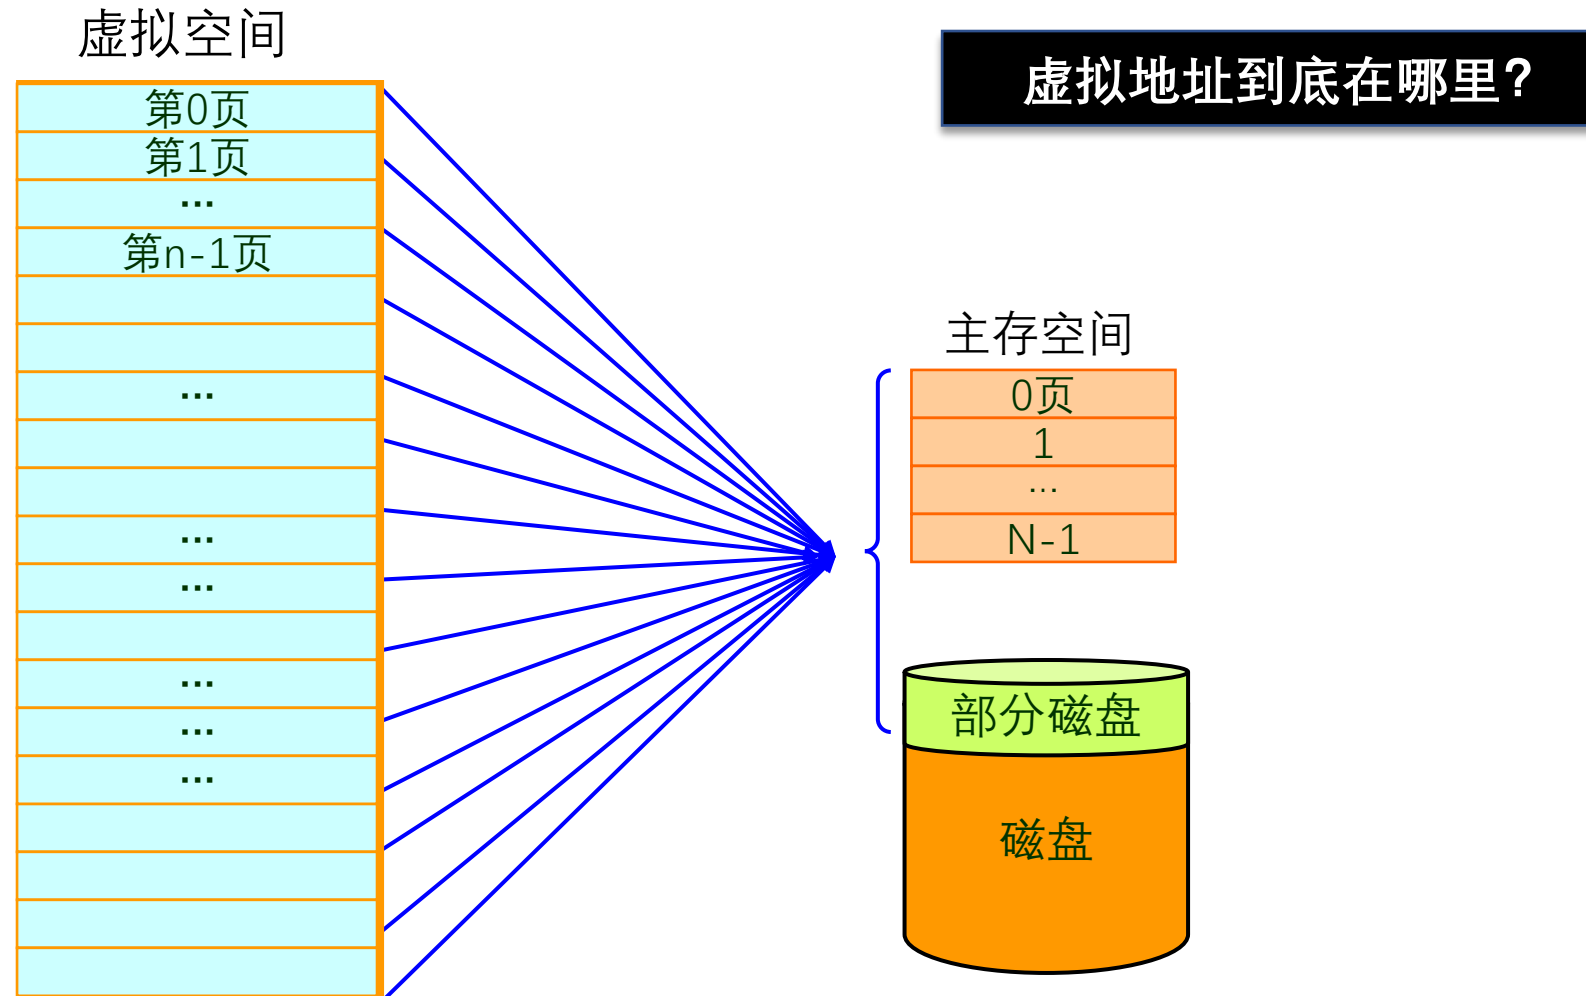 虚拟空间
虚拟地址到底在哪里?
第0页
第1页
...
第n-1页
...
...
...
...
...
...
主存空间
0页
1
...
N-1
部分磁盘
磁盘